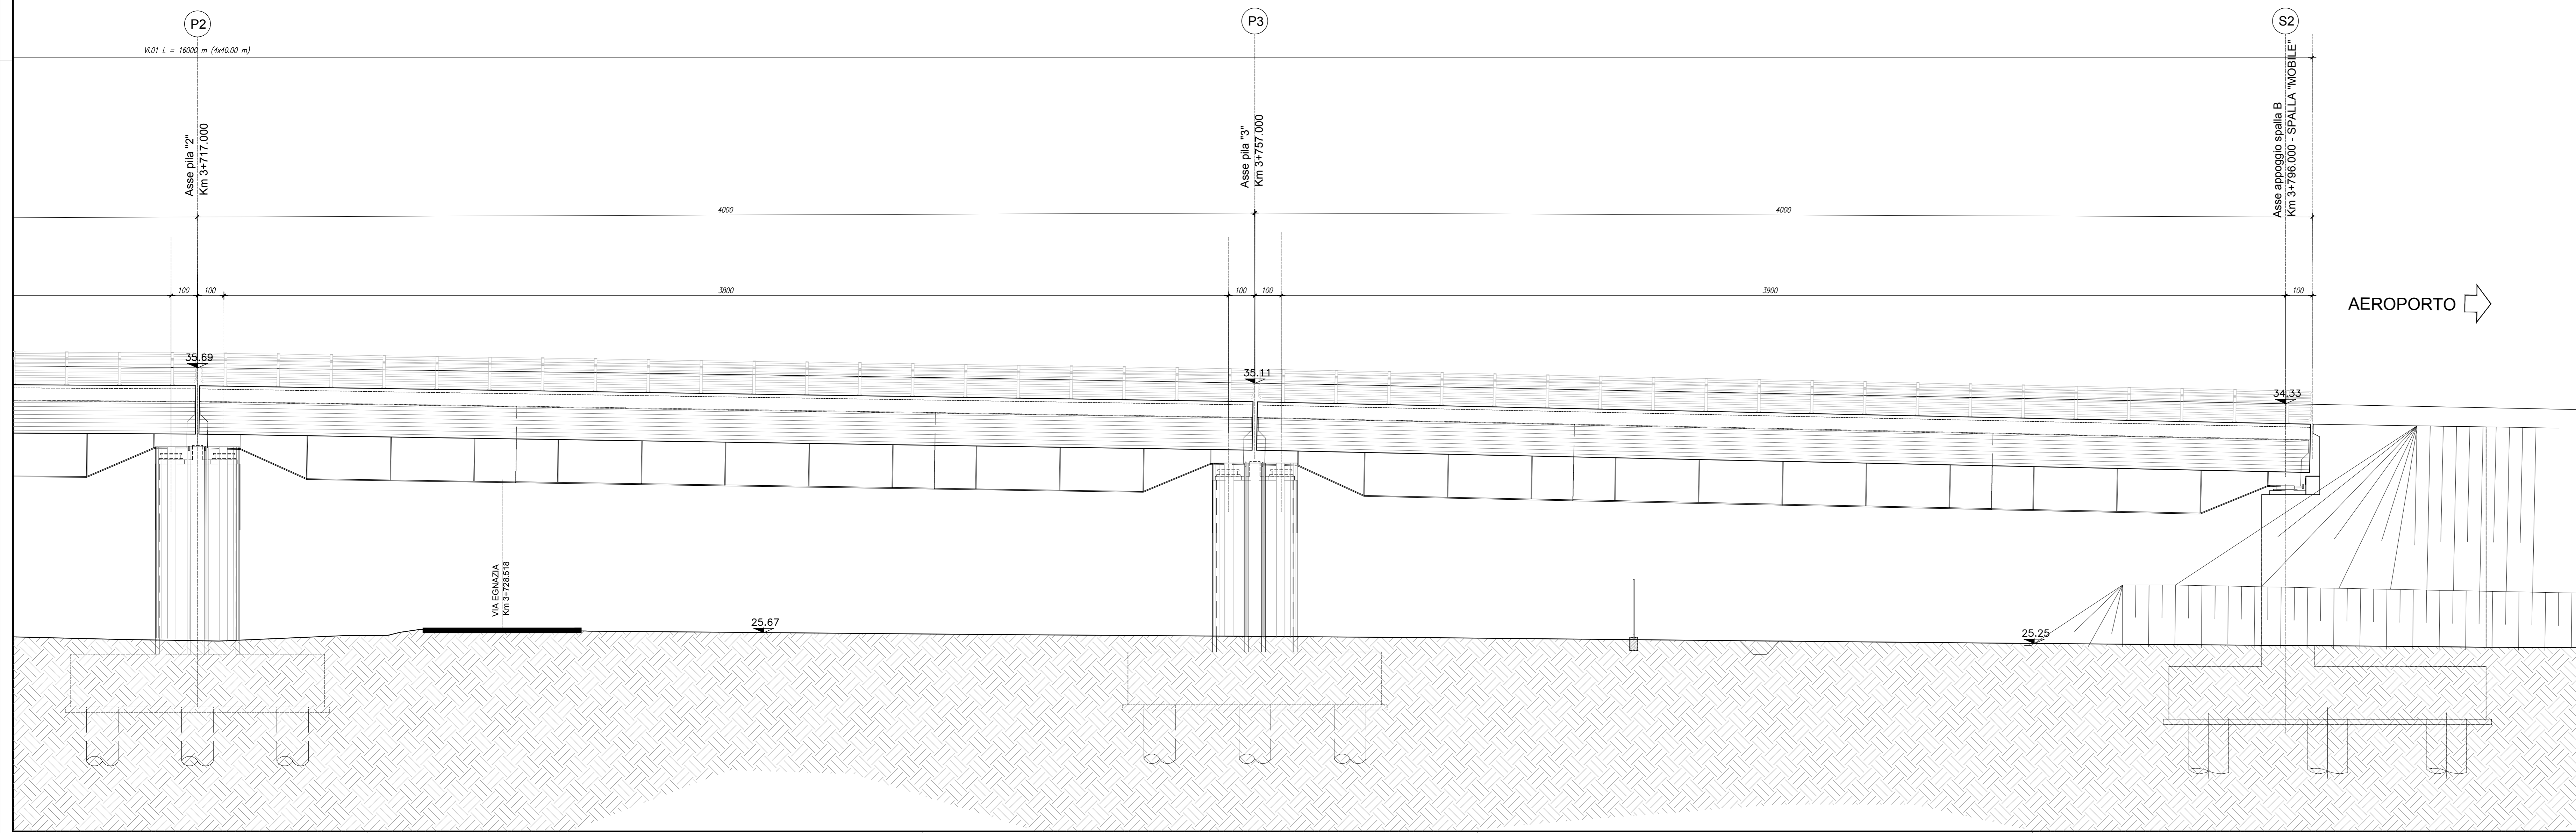 P2
P3
S2
VI.01 L = 16000 m (4x40.00 m)
Asse pila "2"
Km 3+717.000
Asse pila "3"
Km 3+757.000
Asse appoggio spalla B
Km 3+796.000 - SPALLA "MOBILE"
4000
4000
100
100
3800
100
100
3900
100
AEROPORTO
35.69
35.11
34.33
VIA EGNAZIA
Km 3+728.518
25.67
25.25